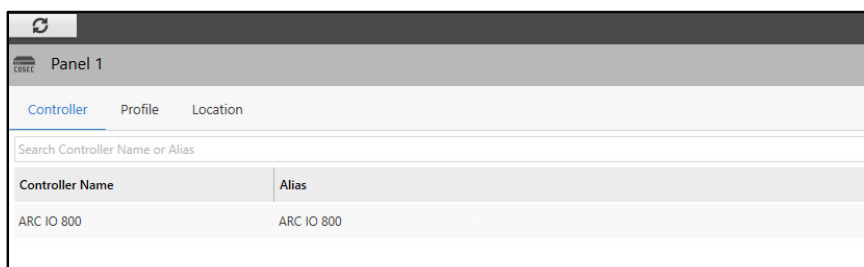 COSEC Panel 1
Controller Profile Location
Search Controller Name or Alias
Controller Name Alias
ARC IO 800 ARC IO 800